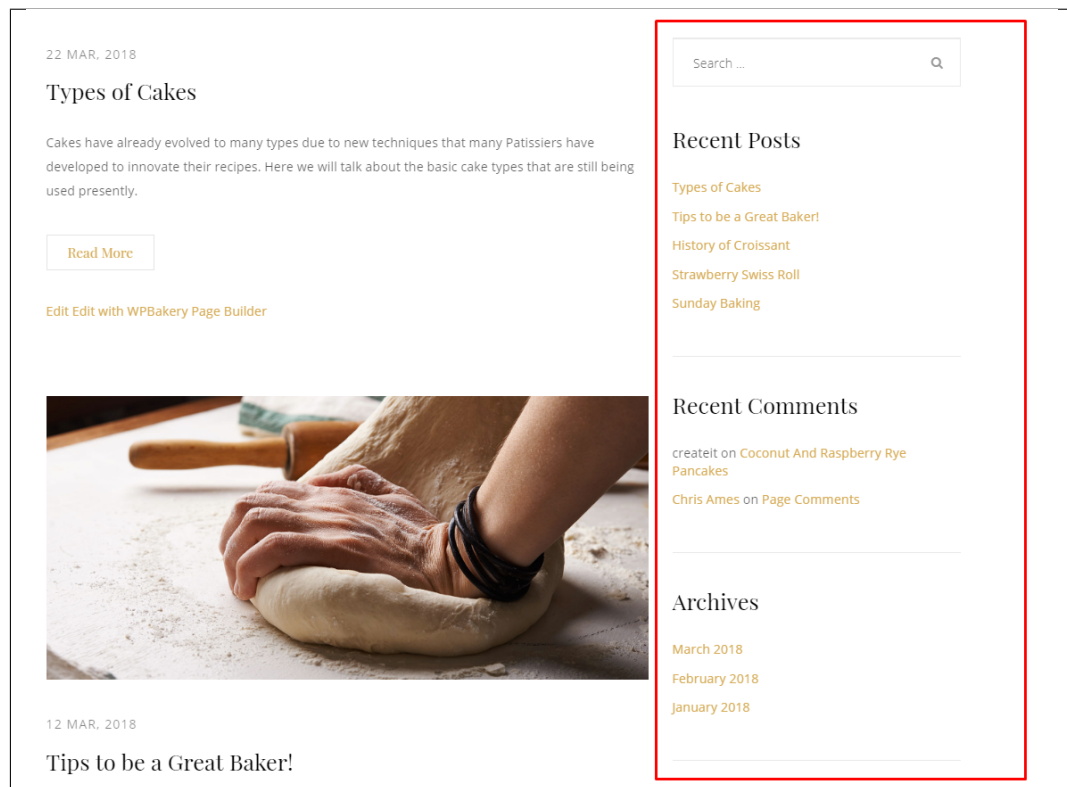 22 MAR, 2018
Types of Cakes
Cakes have already evolved to many types due to new techniques that many Patissiers have
developed to innovate their recipes. Here we will talk about the basic cake types that are still being
used presently.
Read More
Edit Edit with WPBakery Page Builder
12 MAR, 2018
Tips to be a Great Baker!
Search ...
Recent Posts
Types of Cakes
Tips to be a Great Baker!
History of Croissant
Strawberry Swiss Roll
Sunday Baking
Recent Comments
createit on Coconut And Raspberry Rye
Pancakes
Chris Ames on Page Comments
Archives
March 2018
February 2018
January 2018